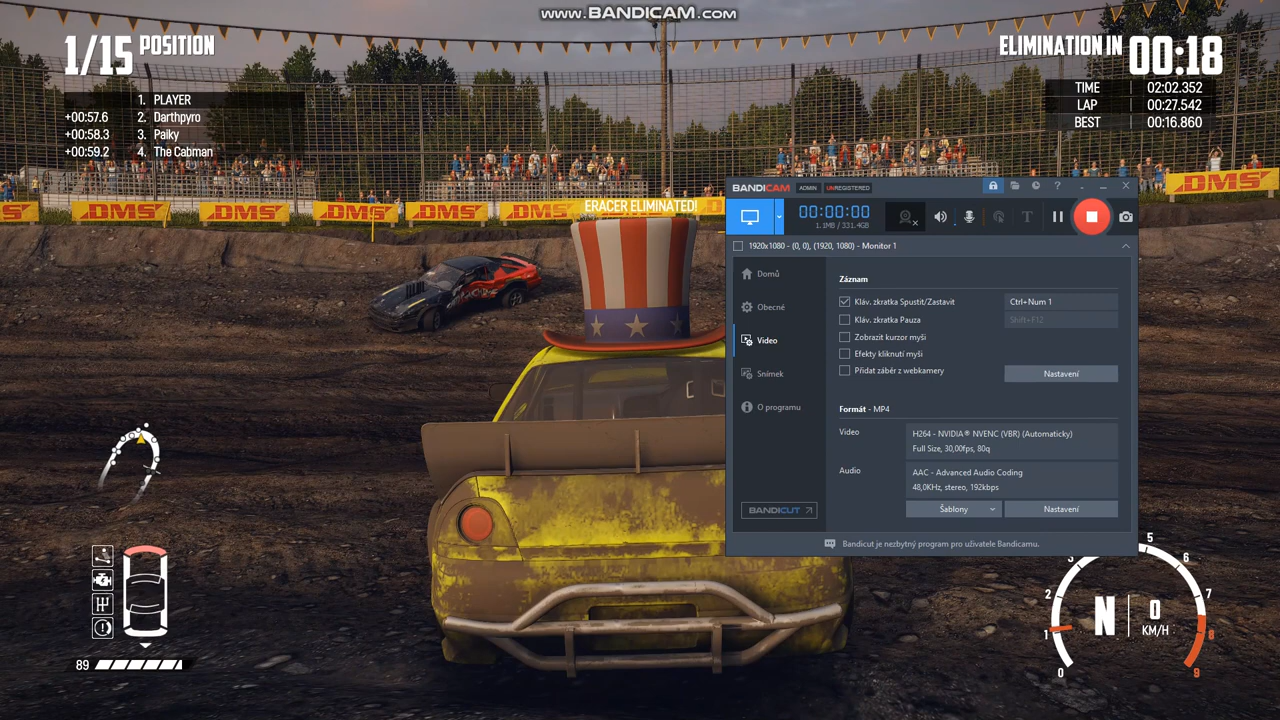 www.BANDICAM.com
1/15 POSITION
1. PLAYER
+00:57.6 2. Darthpyro
+00:58.3 3. Palky
+00:59.2 4. The Cabman
ELIMINATION IN 00:18
TIME 02:02.352
LAP 00:27.542
BEST 00:16.860
DMS
DMS
DMS
DMS
DMS
DMS
ERACER ELIMINATED!
BANDICAM ADMIN UNREGISTERED
00:00:00
1.1MB / 331.4GB
1920x1080 - (0, 0), (1920, 1080) - Monitor 1
Domů
Obecné
Video
Snímek
O programu
BANDICUT
Záznam
Kláv. zkratka Spustit/Zastavit Ctrl+Num 1
Kláv. zkratka Pauza Shift+F12
Zobrazit kurzor myši
Efekty kliknutí myši
Přidat záběr z webkamery
Nastavení
Formát - MP4
Video H264 - NVIDIA® NVENC (VBR) (Automaticky)
Full Size, 30,00fps, 80q
Audio AAC - Advanced Audio Coding
48,0KHz, stereo, 192kbps
Šablony Nastavení
Bandicut je nezbytný program pro uživatele Bandicamu.
89
0 1 2 3 5 6 7 8 9
N 0
KM/H